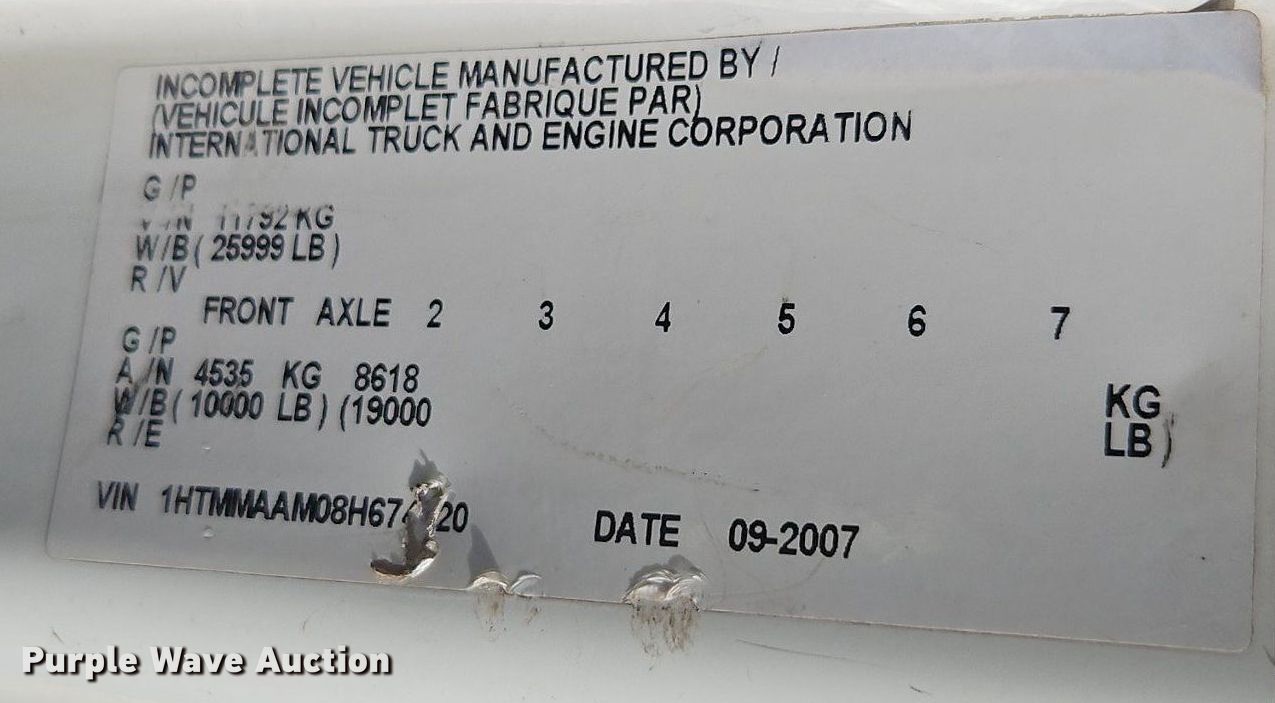 INCOMPLETE VEHICLE MANUFACTURED BY /
(VEHICULE INCOMPLET FABRIQUE PAR)
INTERNATIONAL TRUCK AND ENGINE CORPORATION
G /P
V /N 11792 KG
W/B ( 25999 LB )
R /V
FRONT AXLE 2 3 4 5 6 7
G /P
A /N 4535 KG 8618 KG
W/B ( 10000 LB ) (19000 LB )
R /E
VIN
DATE 09-2007
Purple Wave Auction